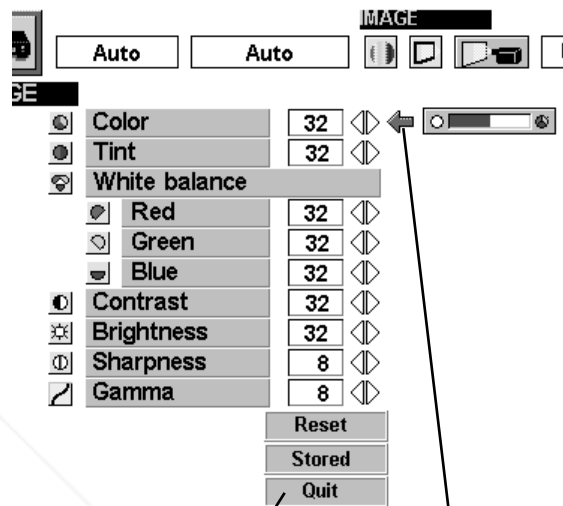 IMAGE
Auto Auto
GE
Color 32
Tint 32
White balance
Red 32
Green 32
Blue 32
Contrast 32
Brightness 32
Sharpness 8
Gamma 8
Reset
Stored
Quit